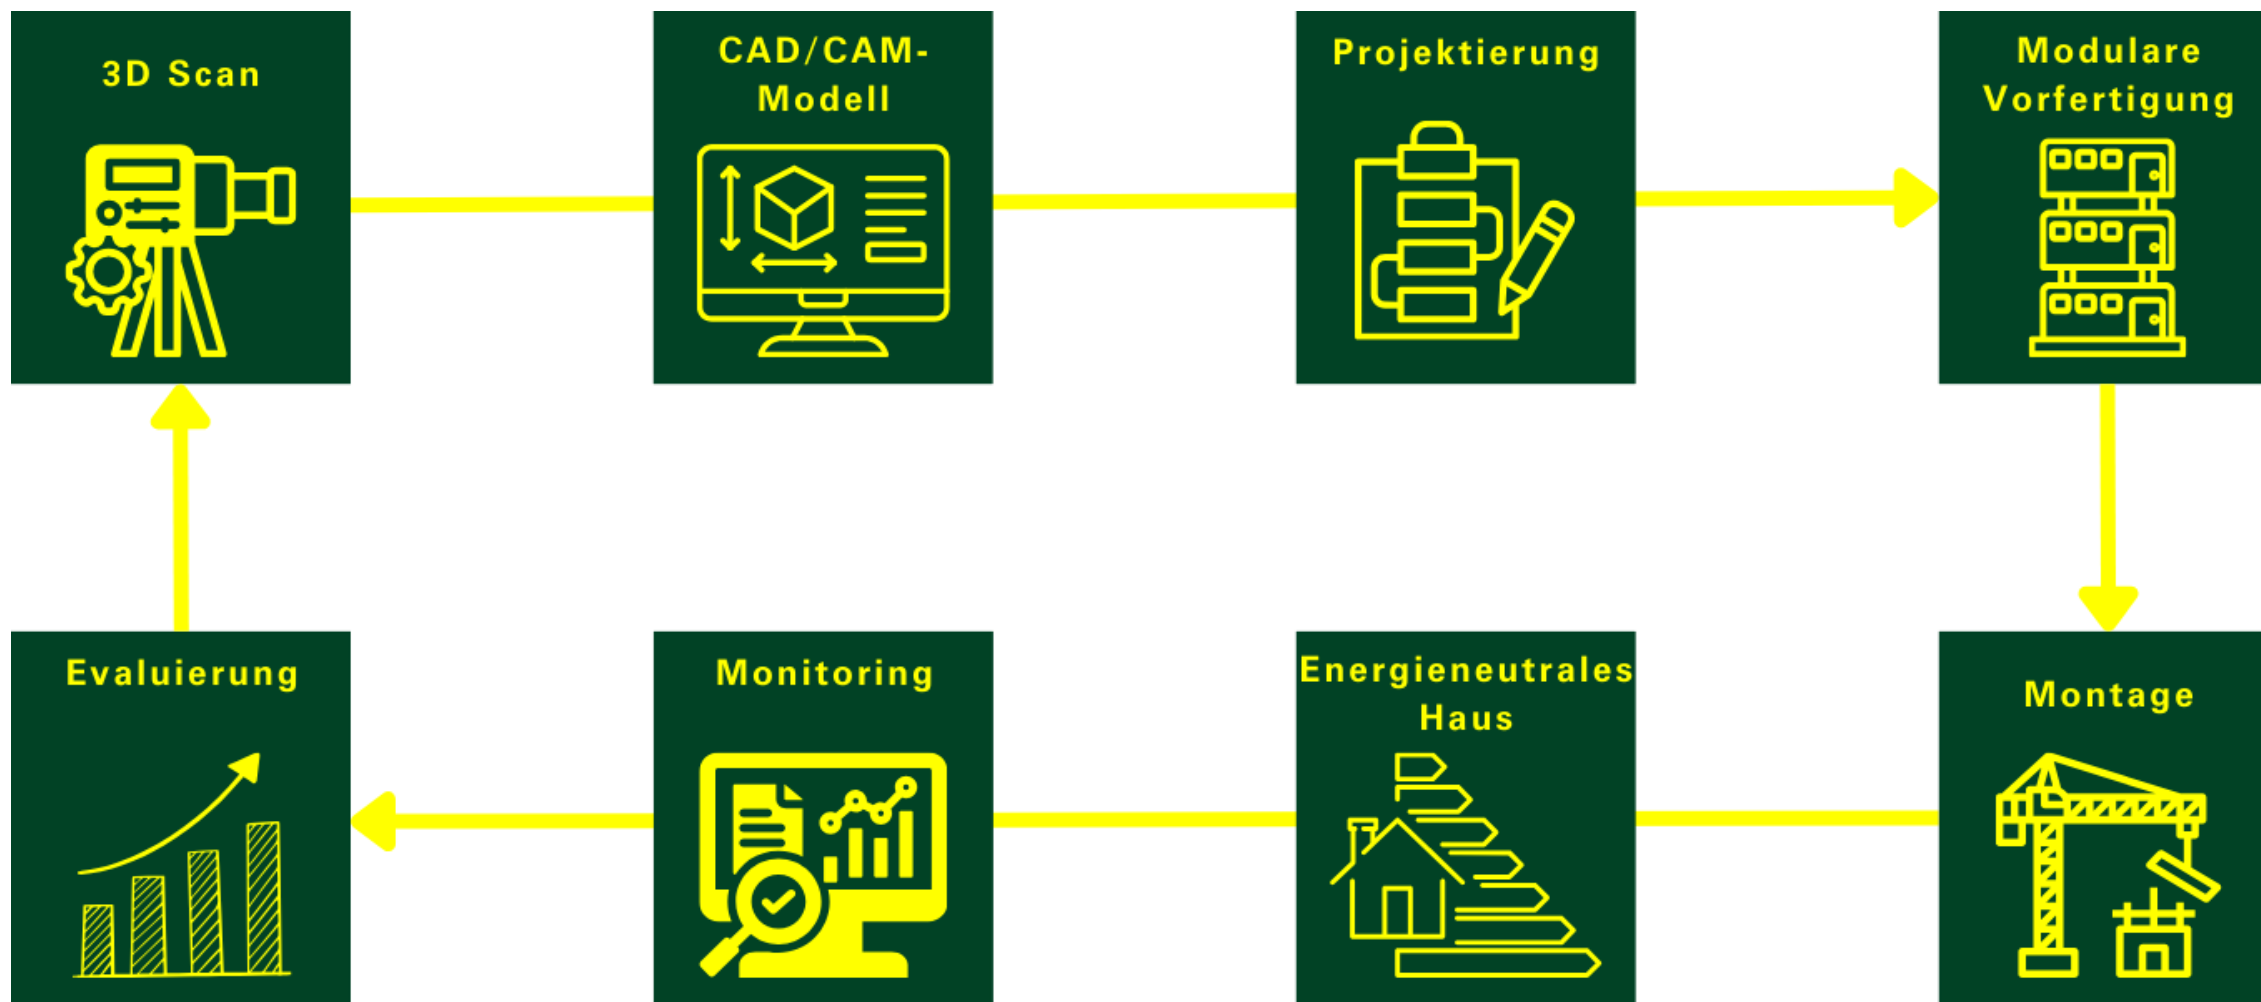 3D Scan
CAD/CAM-
Modell
Projektierung
Modulare
Vorfertigung
Evaluierung
Monitoring
Energieneutrales
Haus
Montage